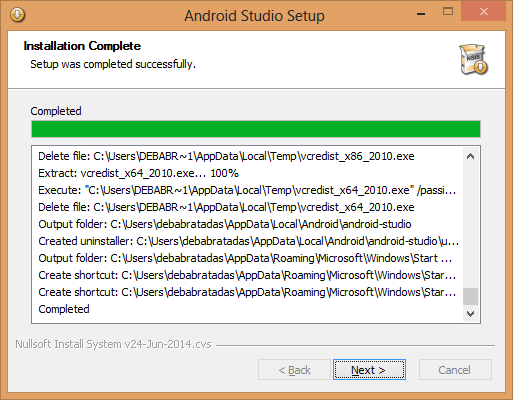 Android Studio Setup
Installation Complete
Setup was completed successfully.
NSIS
Completed
Delete file: C:\Users\DEBABR~1\AppData\Local\Temp\vcredist_x86_2010.exe
Extract: vcredist_x64_2010.exe... 100%
Execute: "C:\Users\DEBABR~1\AppData\Local\Temp\vcredist_x64_2010.exe" /passi...
Delete file: C:\Users\DEBABR~1\AppData\Local\Temp\vcredist_x64_2010.exe
Output folder: C:\Users\debabratadas\AppData\Local\Android\android-studio
Created uninstaller: C:\Users\debabratadas\AppData\Local\Android\android-studio\u...
Output folder: C:\Users\debabratadas\AppData\Roaming\Microsoft\Windows\Start ...
Create shortcut: C:\Users\debabratadas\AppData\Roaming\Microsoft\Windows\Star...
Create shortcut: C:\Users\debabratadas\AppData\Roaming\Microsoft\Windows\Star...
Completed
Nullsoft Install System v24-Jun-2014.cvs
< Back
Next >
Cancel